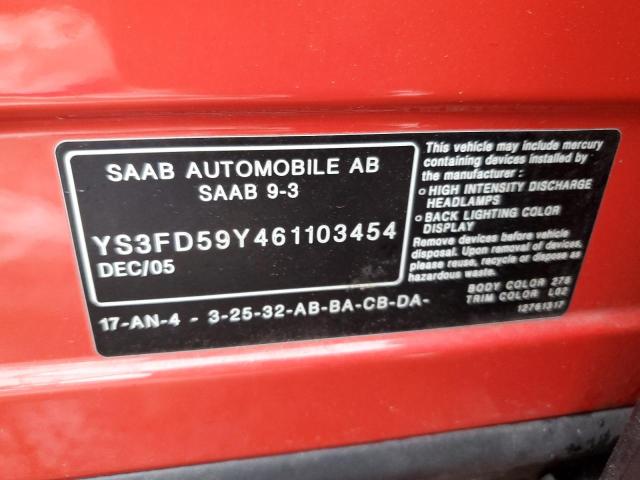 SAAB AUTOMOBILE AB
SAAB 9-3
YS3FD59Y461103454
DEC/05
17-AN-4 - 3-25-32-AB-BA-CB-DA-
This vehicle may include mercury
containing devices installed by
the manufacturer :
o HIGH INTENSITY DISCHARGE
HEADLAMPS
o BACK LIGHTING COLOR
DISPLAY
Remove devices before vehicle
disposal. Upon removal of devices,
please reuse, recycle or dispose as
hazardous waste.
BODY COLOR 278
TRIM COLOR L02
12761317